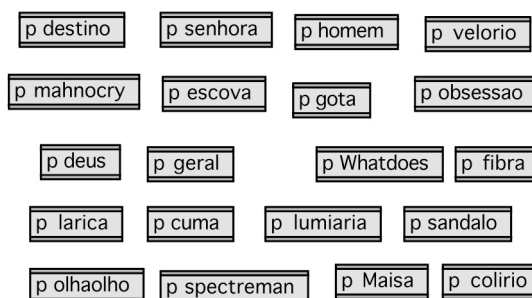 p destino p senhora p homem p velorio
p mahnocry p escova p gota p obsessao
p deus p geral p Whatdoes p fibra
p larica p cuma p lumiaria p sandalo
p olhaolho p spectreman p Maisa p colirio